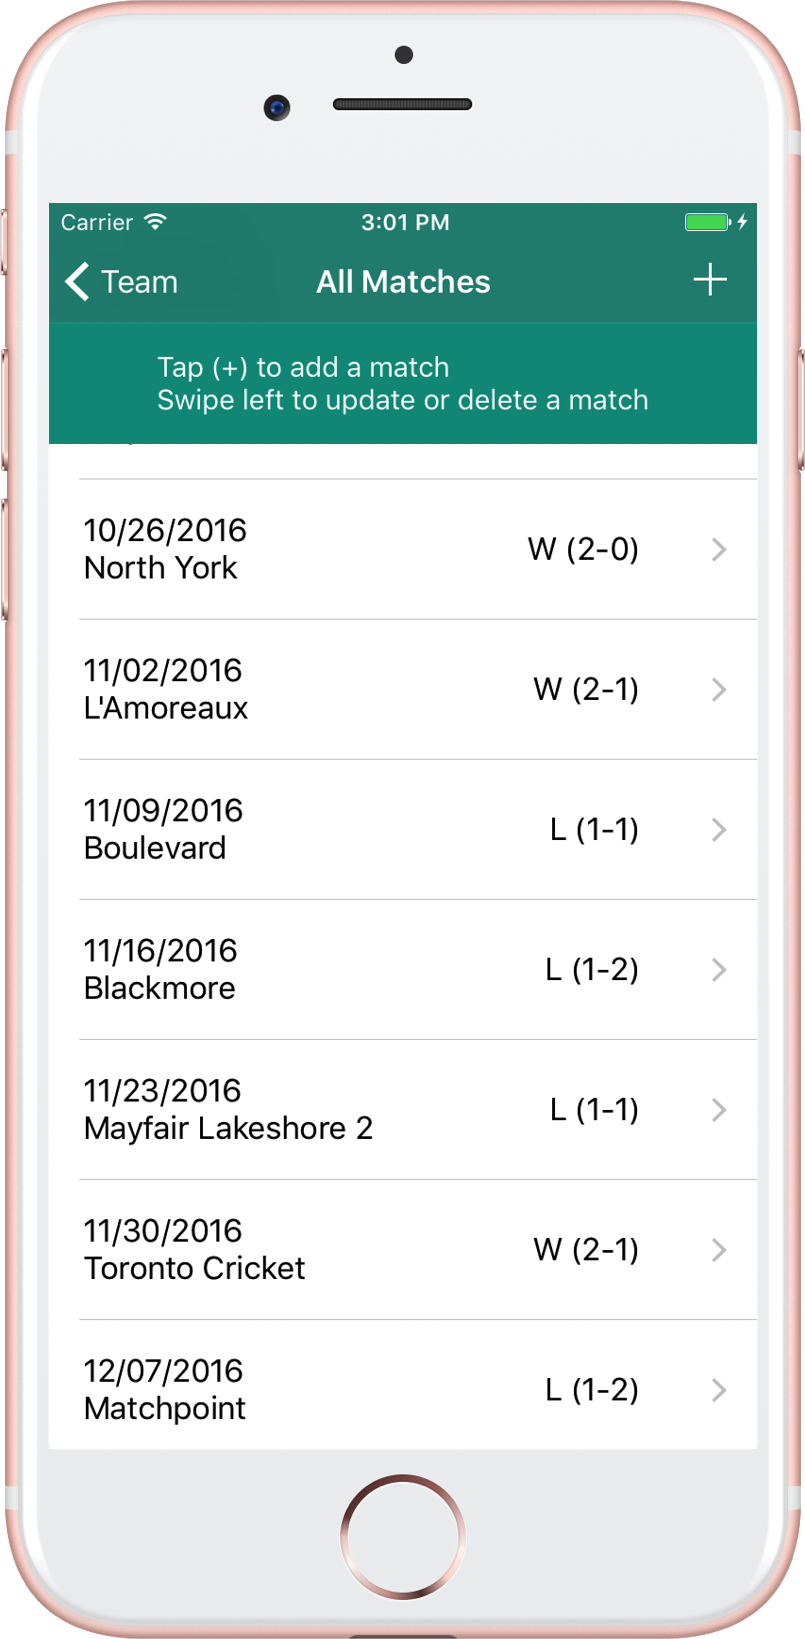 Carrier 3:01 PM
Team All Matches
Tap (+) to add a match
Swipe left to update or delete a match
10/26/2016
North York
W (2-0)
11/02/2016
L'Amoreaux
W (2-1)
11/09/2016
Boulevard
L (1-1)
11/16/2016
Blackmore
L (1-2)
11/23/2016
Mayfair Lakeshore 2
L (1-1)
11/30/2016
Toronto Cricket
W (2-1)
12/07/2016
Matchpoint
L (1-2)